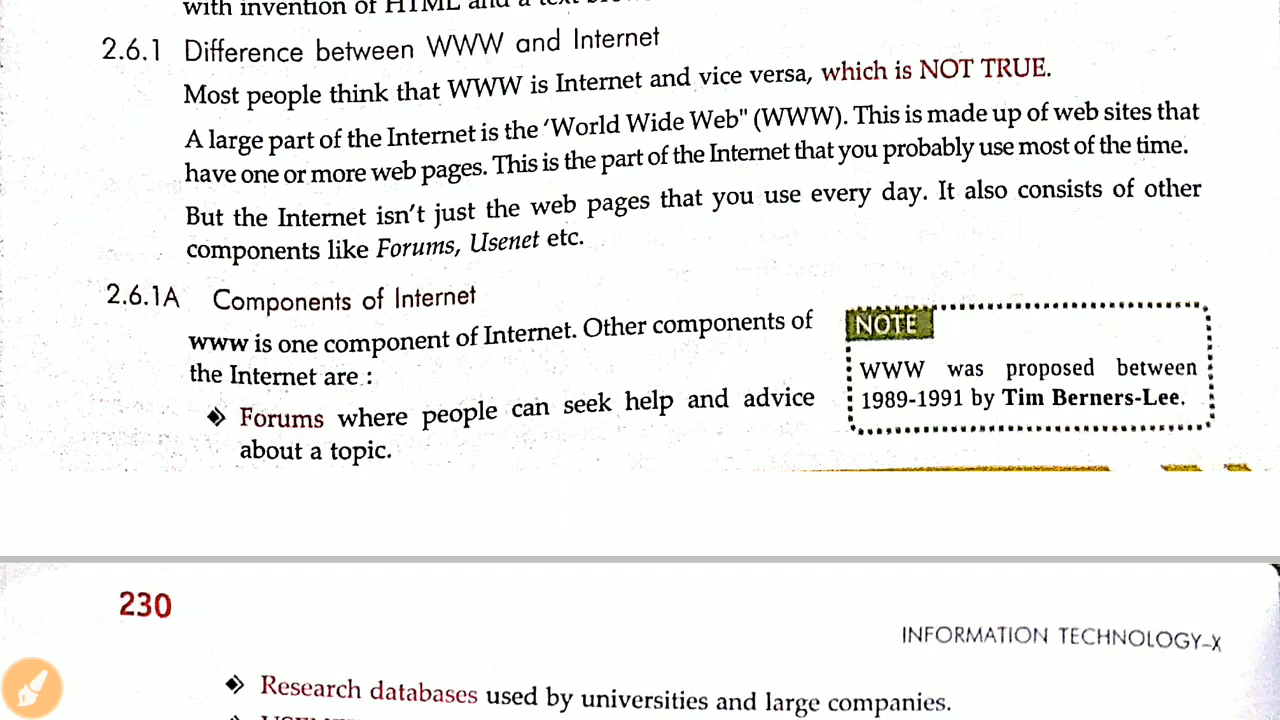 with invention of HTML and a text
2.6.1 Difference between WWW and Internet
Most people think that WWW is Internet and vice versa, which is NOT TRUE.
A large part of the Internet is the 'World Wide Web" (WWW). This is made up of web sites that
have one or more web pages. This is the part of the Internet that you probably use most of the time.
But the Internet isn't just the web pages that you use every day. It also consists of other
components like Forums, Usenet etc.
2.6.1A Components of Internet
www is one component of Internet. Other components of
the Internet are :
Forums where people can seek help and advice
about a topic.
NOTE
WWW was proposed between
1989-1991 by Tim Berners-Lee.
230
INFORMATION TECHNOLOGY–X
Research databases used by universities and large companies.